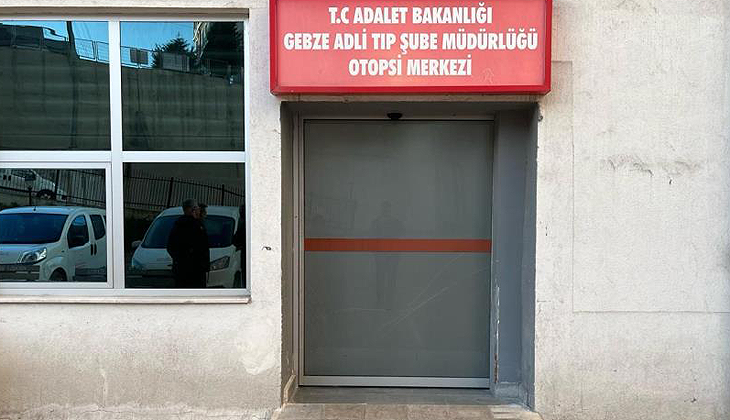 T.C ADALET BAKANLIĞI
GEBZE ADLİ TIP ŞUBE MÜDÜRLÜĞÜ
OTOPSİ MERKEZİ